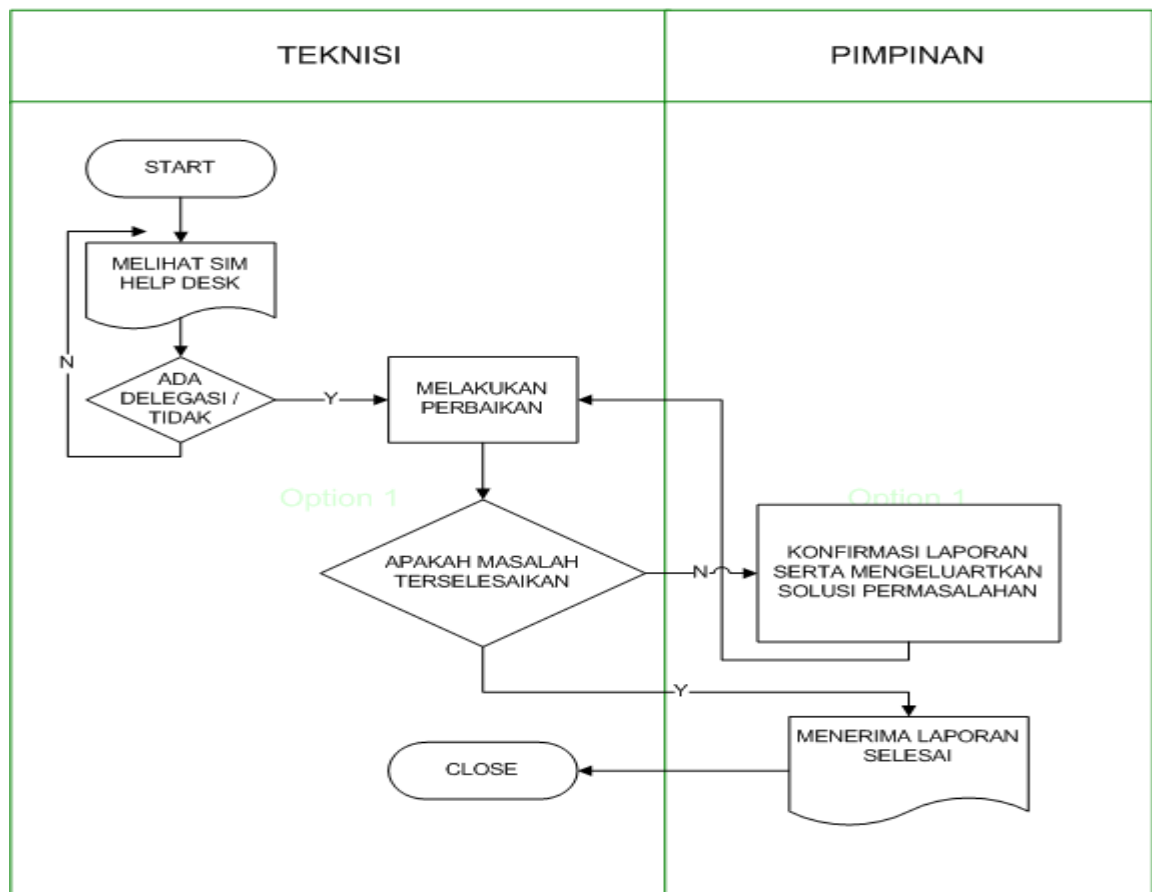 TEKNISI
PIMPINAN
START
MELIHAT SIM
HELP DESK
N
ADA
DELEGASI /
TIDAK
Y
MELAKUKAN
PERBAIKAN
Option 1
Option 1
APAKAH MASALAH
TERSELESAIKAN
N
KONFIRMASI LAPORAN
SERTA MENGELUARTKAN
SOLUSI PERMASALAHAN
Y
MENERIMA LAPORAN
SELESAI
CLOSE